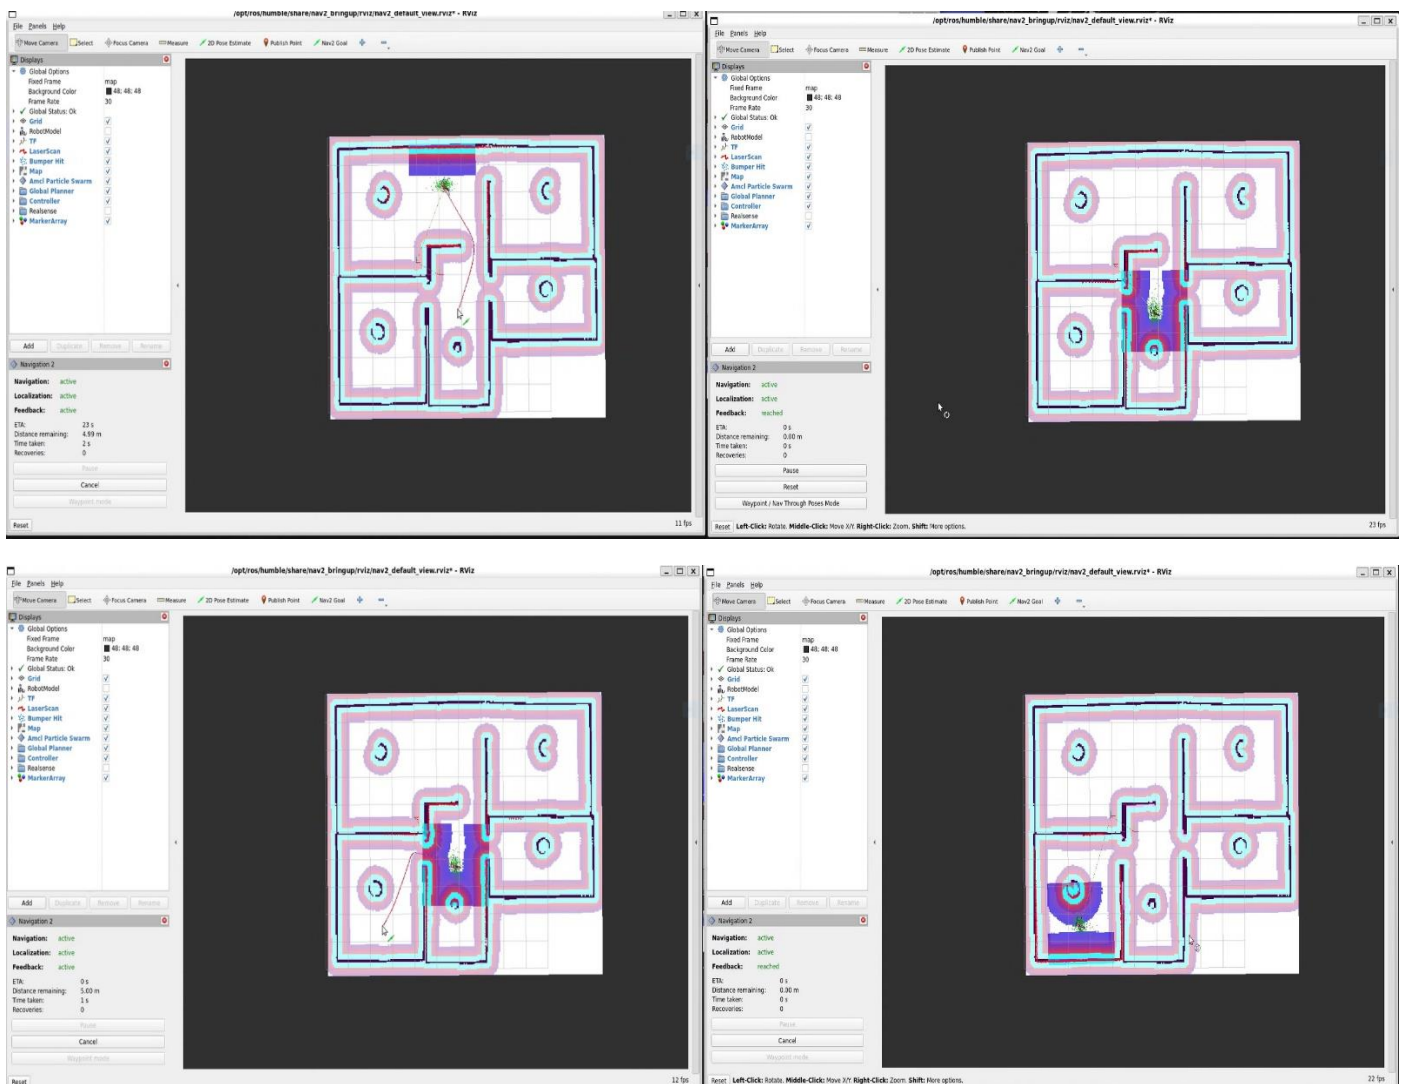 /opt/ros/humble/share/nav2_bringup/rviz/nav2_default_view.rviz* - RViz
File Panels Help
Move Camera Select Focus Camera Measure 2D Pose Estimate Publish Point Nav2 Goal
Displays
Global Options
Fixed Frame map
Background Color 48; 48; 48
Frame Rate 30
Global Status: Ok
Grid
RobotModel
TF
LaserScan
Bumper Hit
Map
Amcl Particle Swarm
Global Planner
Controller
Realsense
MarkerArray
Add Duplicate Remove Rename
Navigation 2
Navigation: active
Localization: active
Feedback: active
ETA: 23 s
Distance remaining: 4.99 m
Time taken: 2 s
Recoveries: 0
Pause
Cancel
Waypoint mode
Reset
11 fps
/opt/ros/humble/share/nav2_bringup/rviz/nav2_default_view.rviz* - RViz
File Panels Help
Move Camera Select Focus Camera Measure 2D Pose Estimate Publish Point Nav2 Goal
Displays
Global Options
Fixed Frame map
Background Color 48; 48; 48
Frame Rate 30
Global Status: Ok
Grid
RobotModel
TF
LaserScan
Bumper Hit
Map
Amcl Particle Swarm
Global Planner
Controller
Realsense
MarkerArray
Add Duplicate Remove Rename
Navigation 2
Navigation: active
Localization: active
Feedback: reached
ETA: 0 s
Distance remaining: 0.00 m
Time taken: 0 s
Recoveries: 0
Pause
Reset
Waypoint / Nav Through Poses Mode
Reset Left-Click: Rotate. Middle-Click: Move X/Y. Right-Click: Zoom. Shift: More options.
23 fps
/opt/ros/humble/share/nav2_bringup/rviz/nav2_default_view.rviz* - RViz
File Panels Help
Move Camera Select Focus Camera Measure 2D Pose Estimate Publish Point Nav2 Goal
Displays
Global Options
Fixed Frame map
Background Color 48; 48; 48
Frame Rate 30
Global Status: Ok
Grid
RobotModel
TF
LaserScan
Bumper Hit
Map
Amcl Particle Swarm
Global Planner
Controller
Realsense
MarkerArray
Add Duplicate Remove Rename
Navigation 2
Navigation: active
Localization: active
Feedback: active
ETA: 0 s
Distance remaining: 5.00 m
Time taken: 1 s
Recoveries: 0
Pause
Cancel
Waypoint mode
Reset
12 fps
/opt/ros/humble/share/nav2_bringup/rviz/nav2_default_view.rviz* - RViz
File Panels Help
Move Camera Select Focus Camera Measure 2D Pose Estimate Publish Point Nav2 Goal
Displays
Global Options
Fixed Frame map
Background Color 48; 48; 48
Frame Rate 30
Global Status: Ok
Grid
RobotModel
TF
LaserScan
Bumper Hit
Map
Amcl Particle Swarm
Global Planner
Controller
Realsense
MarkerArray
Add Duplicate Remove Rename
Navigation 2
Navigation: active
Localization: active
Feedback: reached
ETA: 0 s
Distance remaining: 0.00 m
Time taken: 0 s
Recoveries: 0
Pause
Cancel
Waypoint mode
Reset Left-Click: Rotate. Middle-Click: Move X/Y. Right-Click: Zoom. Shift: More options.
22 fps